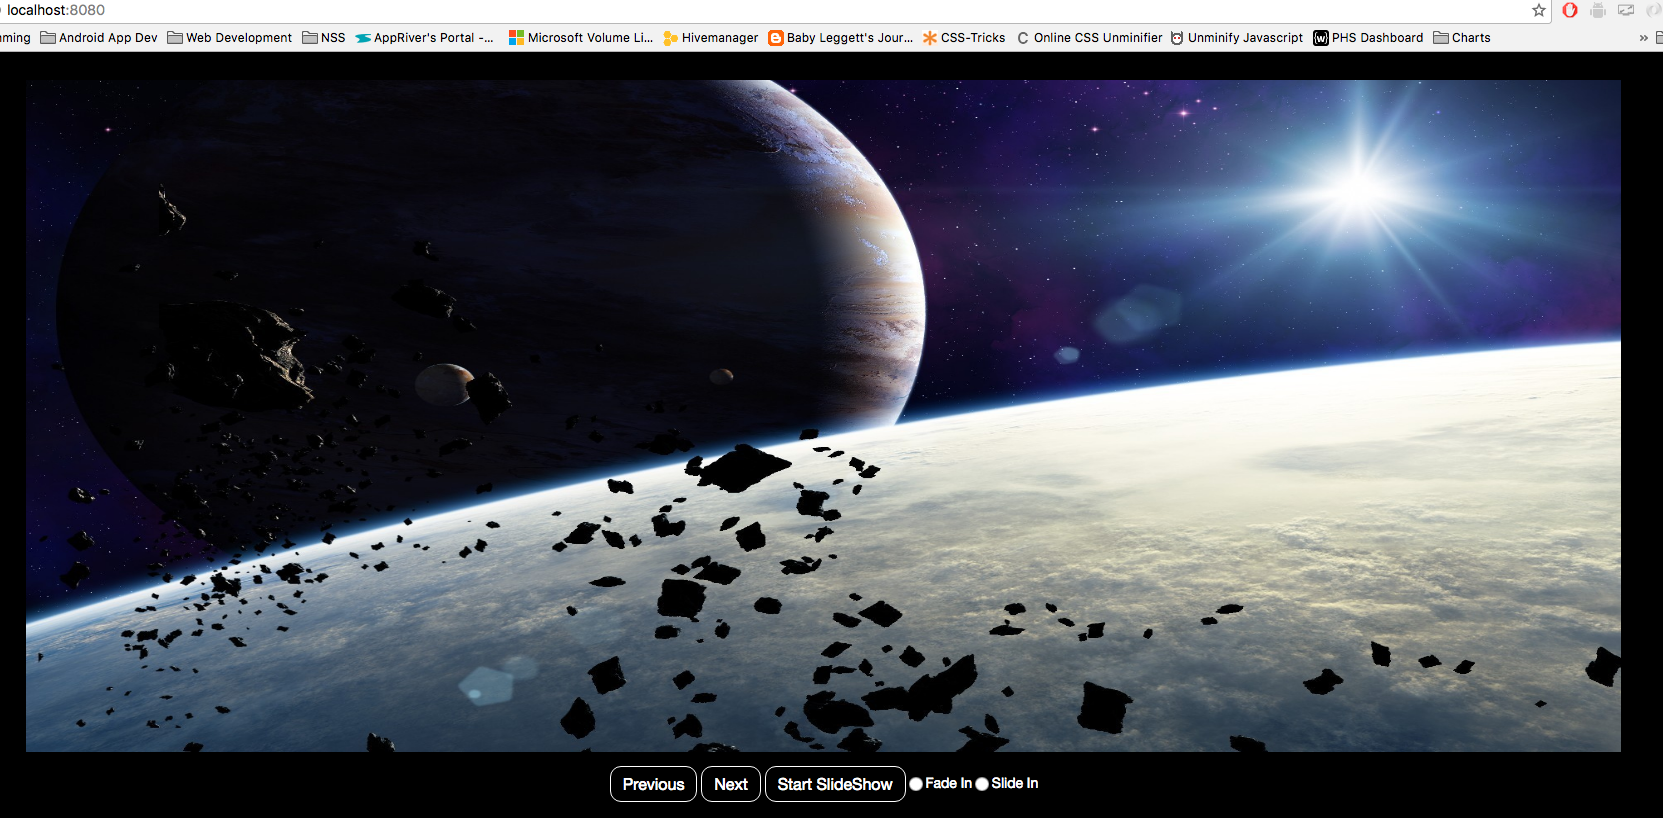 localhost:8080
mming Android App Dev Web Development NSS AppRiver's Portal -... Microsoft Volume Li... Hivemanager Baby Leggett's Jour... CSS-Tricks Online CSS Unminifier Unminify Javascript PHS Dashboard Charts »
Previous Next Start SlideShow Fade In Slide In